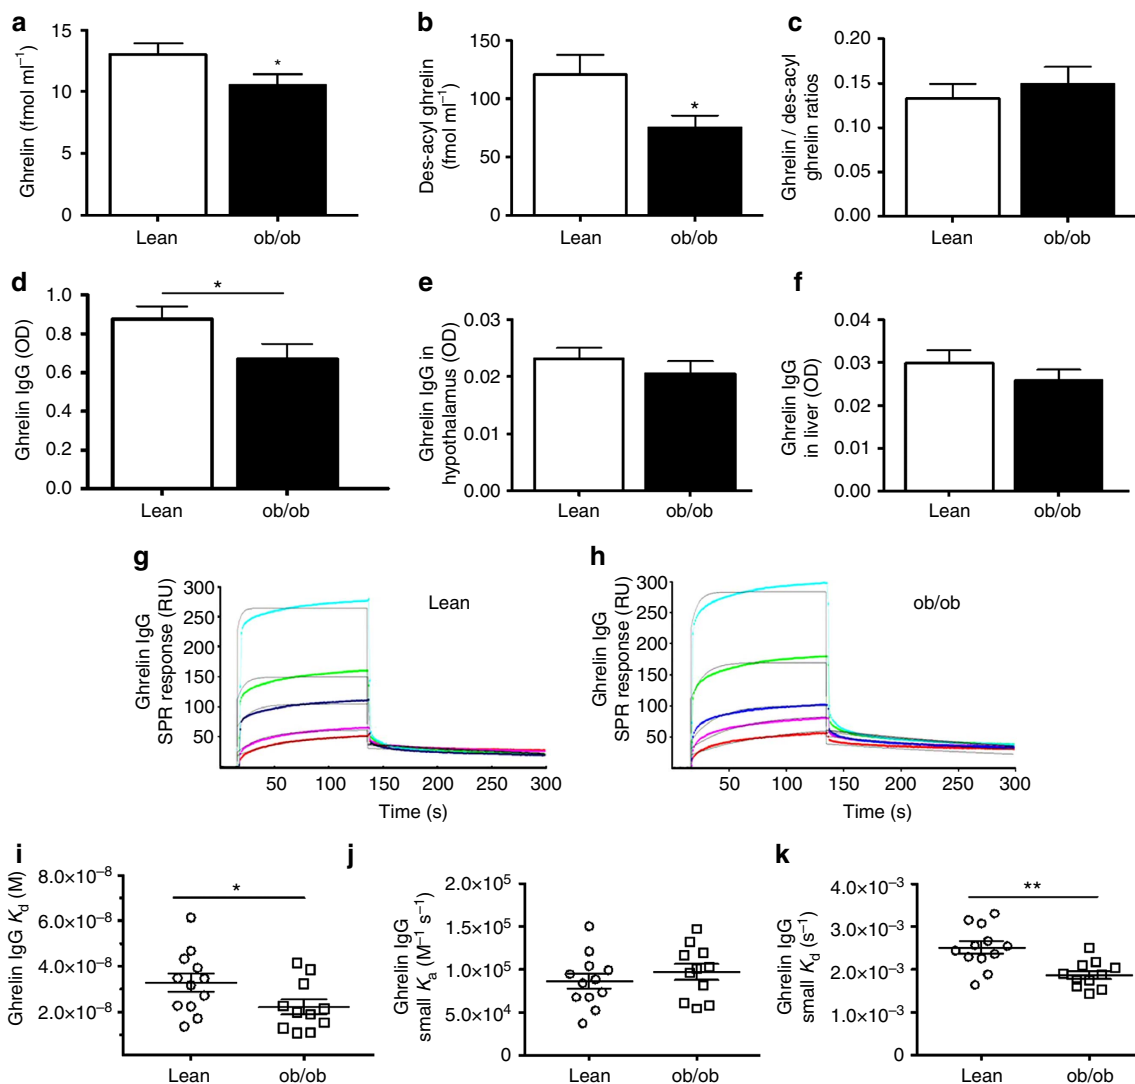 a
Ghrelin (fmol ml⁻¹)
15
10
5
0
*
Lean
ob/ob
b
Des-acyl ghrelin
(fmol ml⁻¹)
150
100
50
0
*
Lean
ob/ob
c
Ghrelin / des-acyl
ghrelin ratios
0.20
0.15
0.10
0.05
0.00
Lean
ob/ob
d
Ghrelin IgG (OD)
1.0
0.8
0.6
0.4
0.2
0.0
*
Lean
ob/ob
e
Ghrelin IgG in
hypothalamus (OD)
0.03
0.02
0.01
0.00
Lean
ob/ob
f
Ghrelin IgG
in liver (OD)
0.04
0.03
0.02
0.01
0.00
Lean
ob/ob
g
Ghrelin IgG
SPR response (RU)
300
250
200
150
100
50
Lean
50
100
150
200
250
300
Time (s)
h
Ghrelin IgG
SPR response (RU)
300
250
200
150
100
50
ob/ob
50
100
150
200
250
300
Time (s)
i
Ghrelin IgG K_d (M)
8.0×10⁻⁸
6.0×10⁻⁸
4.0×10⁻⁸
2.0×10⁻⁸
*
Lean
ob/ob
j
Ghrelin IgG
small K_a (M⁻¹ s⁻¹)
2.0×10⁵
1.5×10⁵
1.0×10⁵
5.0×10⁴
0
Lean
ob/ob
k
Ghrelin IgG
small K_d (s⁻¹)
4.0×10⁻³
3.0×10⁻³
2.0×10⁻³
1.0×10⁻³
0
**
Lean
ob/ob